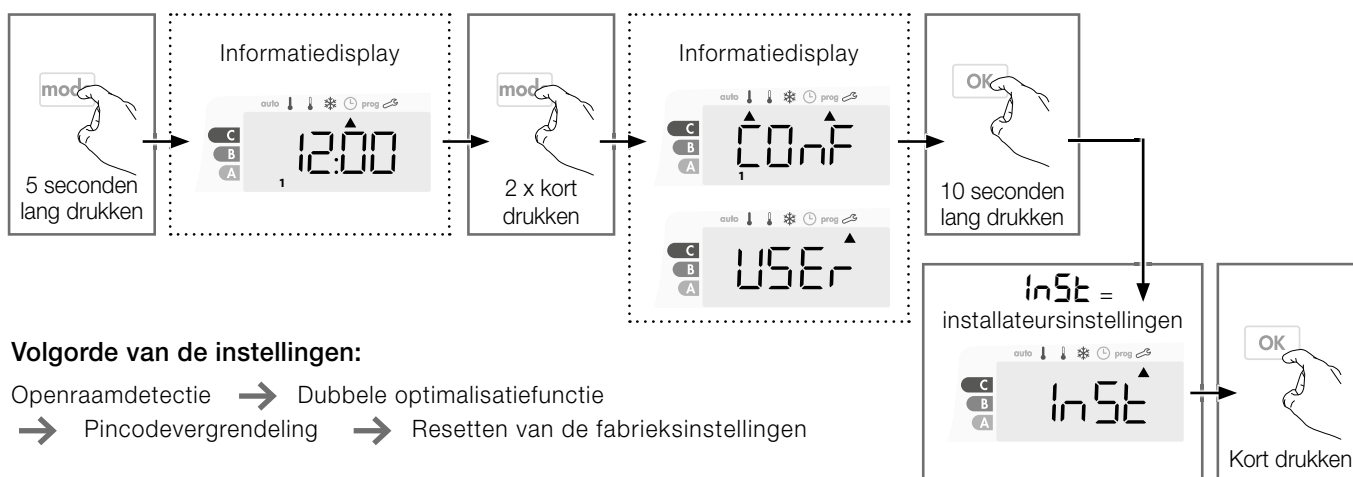 mod
5 seconden
lang drukken
Informatiedisplay
auto prog
C
B
A
12:00
1
mod
2 x kort
drukken
Informatiedisplay
auto prog
C
B
A
COnF
1
auto prog
C
B
A
USEr
OK
10 seconden
lang drukken
InSt =
installateursinstellingen
auto prog
C
B
A
InSt
OK
Kort drukken
Volgorde van de instellingen:
Openraamdetectie → Dubbele optimalisatiefunctie
→ Pincodevergrendeling → Resetten van de fabrieksinstellingen